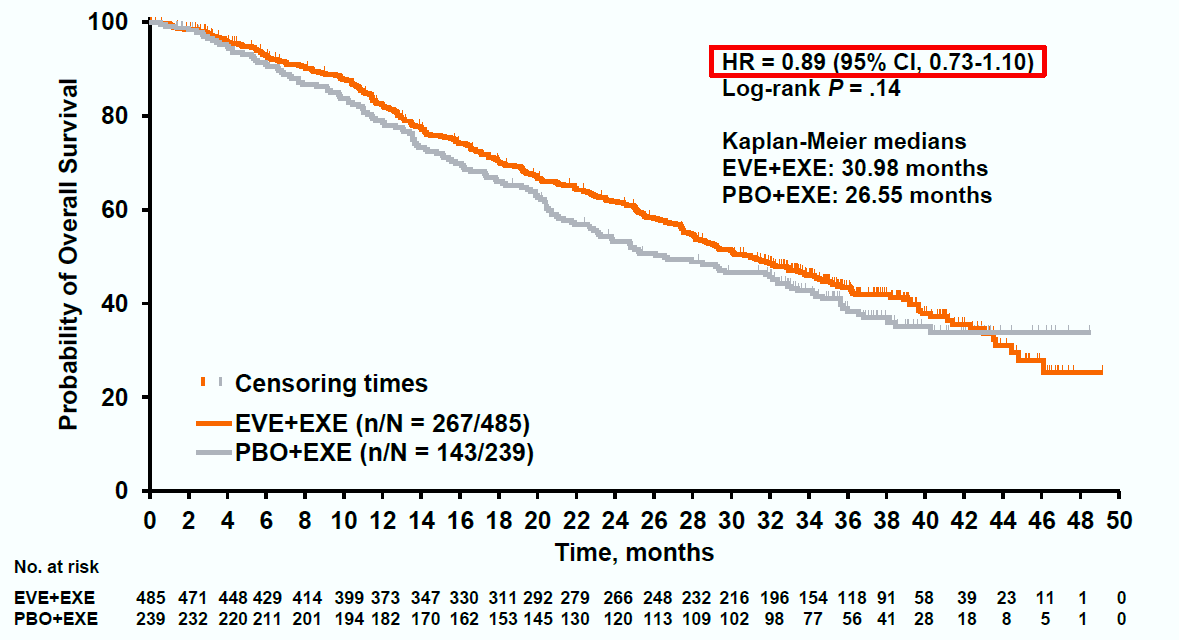 100
80
60
40
20
0
Probability of Overall Survival
HR = 0.89 (95% CI, 0.73-1.10)
Log-rank P = .14
Kaplan-Meier medians
EVE+EXE: 30.98 months
PBO+EXE: 26.55 months
Censoring times
EVE+EXE (n/N = 267/485)
PBO+EXE (n/N = 143/239)
0 2 4 6 8 10 12 14 16 18 20 22 24 26 28 30 32 34 36 38 40 42 44 46 48 50
Time, months
No. at risk
EVE+EXE 485 471 448 429 414 399 373 347 330 311 292 279 266 248 232 216 196 154 118 91 58 39 23 11 1 0
PBO+EXE 239 232 220 211 201 194 182 170 162 153 145 130 120 113 109 102 98 77 56 41 28 18 8 5 1 0